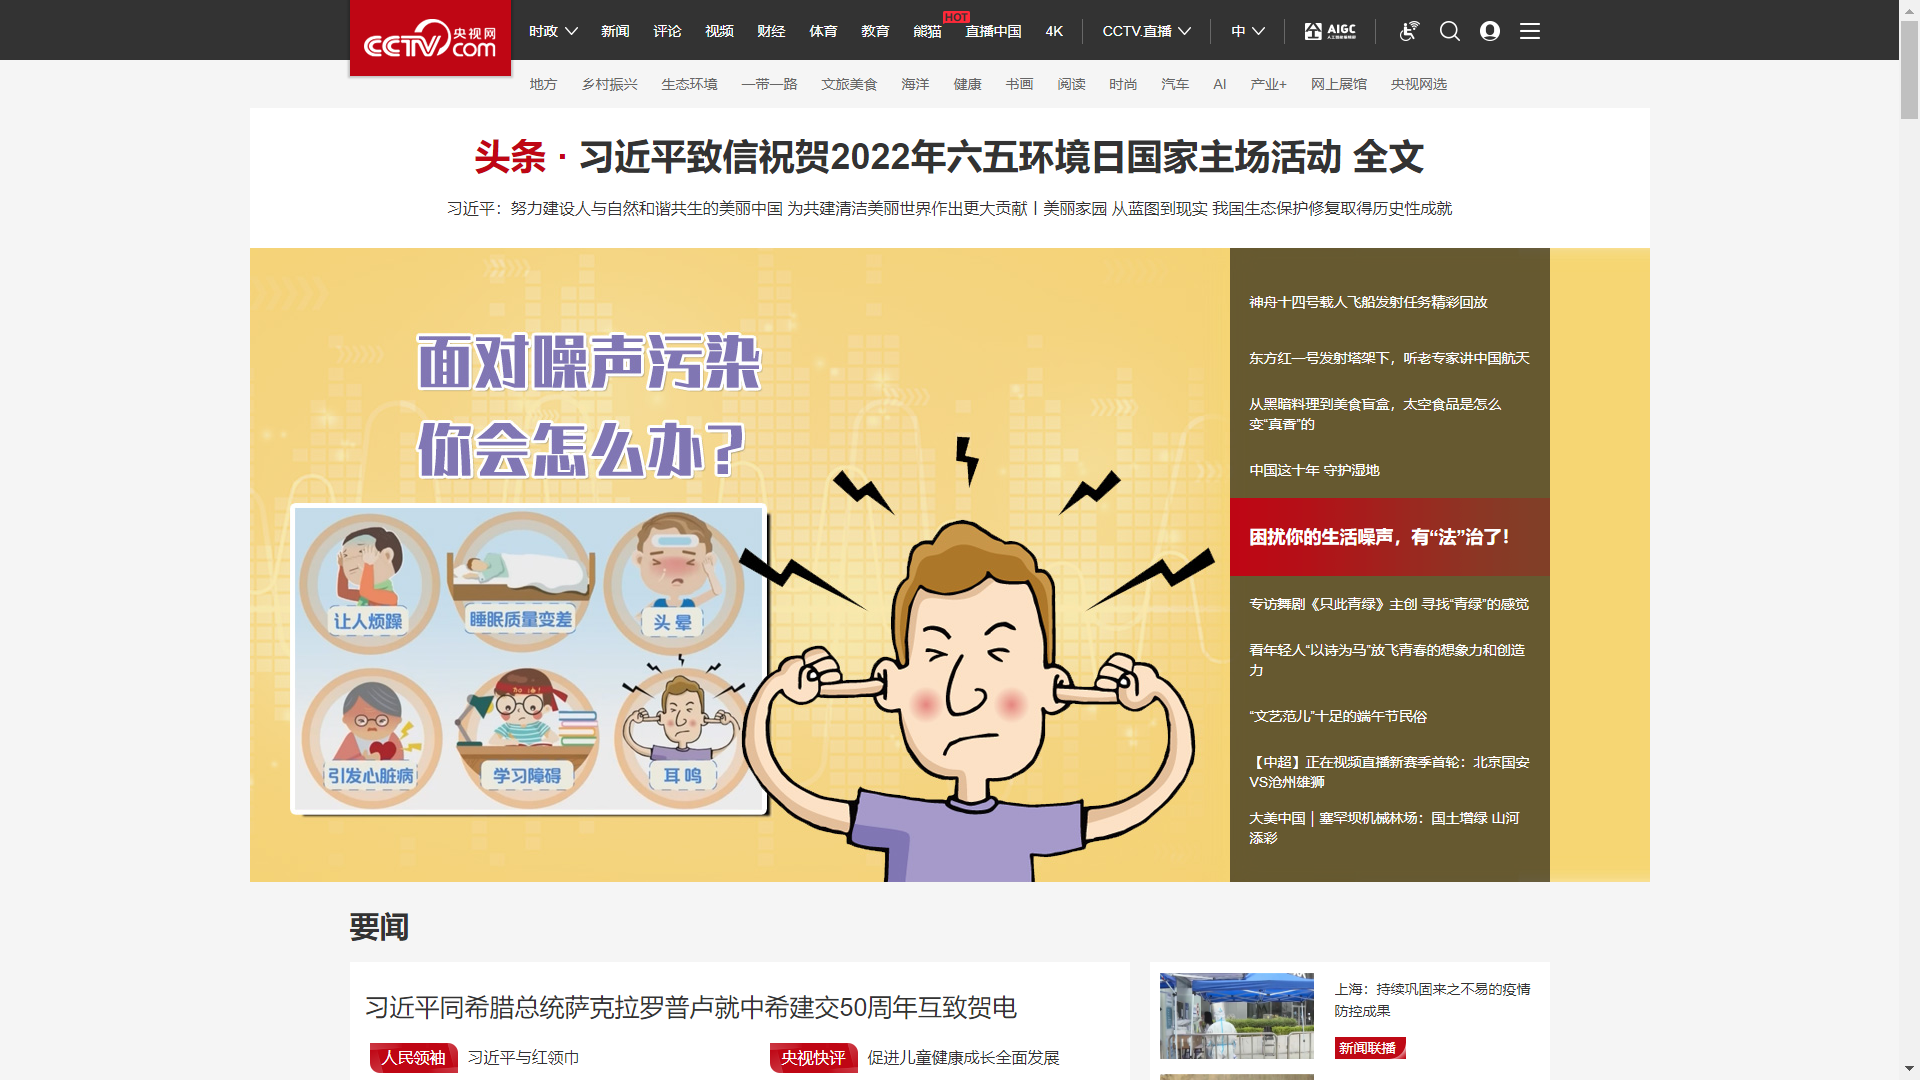 CCTV.com 央视网
时政 新闻 评论 视频 财经 体育 教育 熊猫 HOT 直播中国 4K CCTV.直播 中 AIGC
地方 乡村振兴 生态环境 一带一路 文旅美食 海洋 健康 书画 阅读 时尚 汽车 AI 产业+ 网上展馆 央视网选
头条 · 习近平致信祝贺2022年六五环境日国家主场活动 全文
习近平：努力建设人与自然和谐共生的美丽中国 为共建清洁美丽世界作出更大贡献丨美丽家园 从蓝图到现实 我国生态保护修复取得历史性成就
面对噪声污染
你会怎么办？
让人烦躁
睡眠质量变差
头晕
引发心脏病
学习障碍
耳鸣
神舟十四号载人飞船发射任务精彩回放
东方红一号发射塔架下，听老专家讲中国航天
从黑暗料理到美食盲盒，太空食品是怎么
变“真香”的
中国这十年 守护湿地
困扰你的生活噪声，有“法”治了！
专访舞剧《只此青绿》主创 寻找“青绿”的感觉
看年轻人“以诗为马”放飞青春的想象力和创造
力
“文艺范儿”十足的端午节民俗
【中超】正在视频直播新赛季首轮：北京国安
VS沧州雄狮
大美中国 | 塞罕坝机械林场：国土增绿 山河
添彩
要闻
习近平同希腊总统萨克拉罗普卢就中希建交50周年互致贺电
人民领袖 习近平与红领巾
央视快评 促进儿童健康成长全面发展
上海：持续巩固来之不易的疫情
防控成果
新闻联播